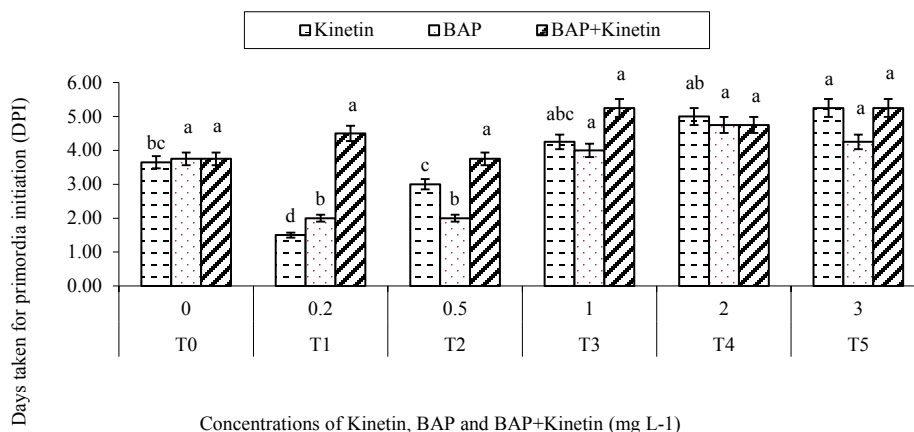 Kinetin BAP BAP+Kinetin
Days taken for primordia initiation (DPI)
6.00
5.00
4.00
3.00
2.00
1.00
0.00
bc a a
d b a
c b a
abc a a
ab a a
a a a
0 0.2 0.5 1 2 3
T0 T1 T2 T3 T4 T5
Concentrations of Kinetin, BAP and BAP+Kinetin (mg L-1)